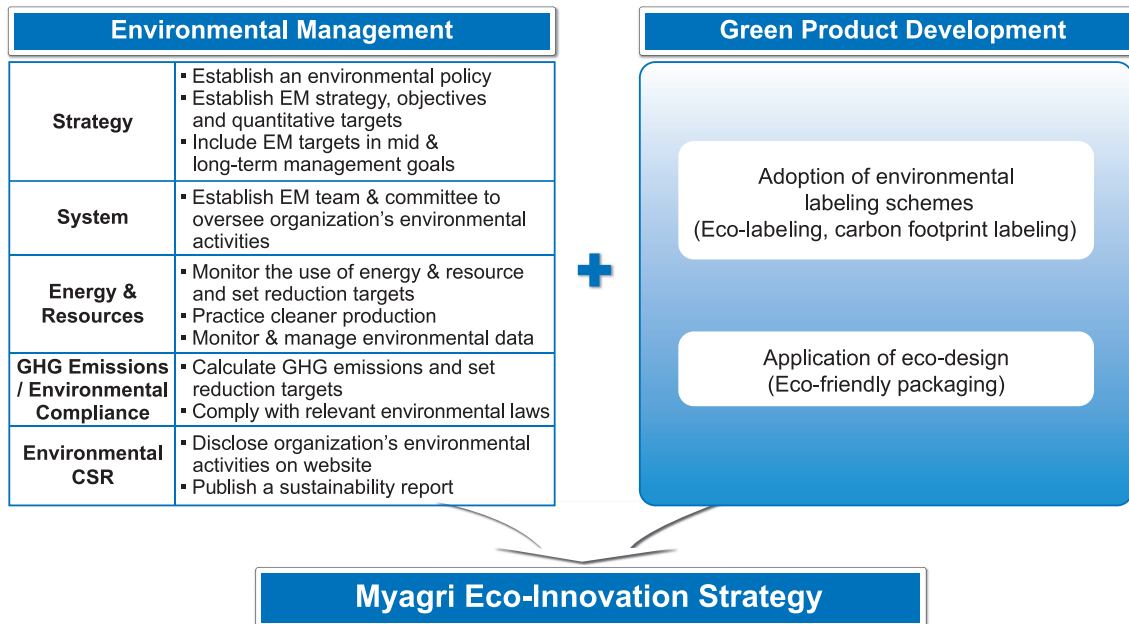 Environmental Management
Strategy
▪ Establish an environmental policy
▪ Establish EM strategy, objectives
and quantitative targets
▪ Include EM targets in mid &
long-term management goals
System
▪ Establish EM team & committee to
oversee organization's environmental
activities
Energy &
Resources
▪ Monitor the use of energy & resource
and set reduction targets
▪ Practice cleaner production
▪ Monitor & manage environmental data
GHG Emissions
/ Environmental
Compliance
▪ Calculate GHG emissions and set
reduction targets
▪ Comply with relevant environmental laws
Environmental
CSR
▪ Disclose organization's environmental
activities on website
▪ Publish a sustainability report
+
Green Product Development
Adoption of environmental
labeling schemes
(Eco-labeling, carbon footprint labeling)
Application of eco-design
(Eco-friendly packaging)
Myagri Eco-Innovation Strategy